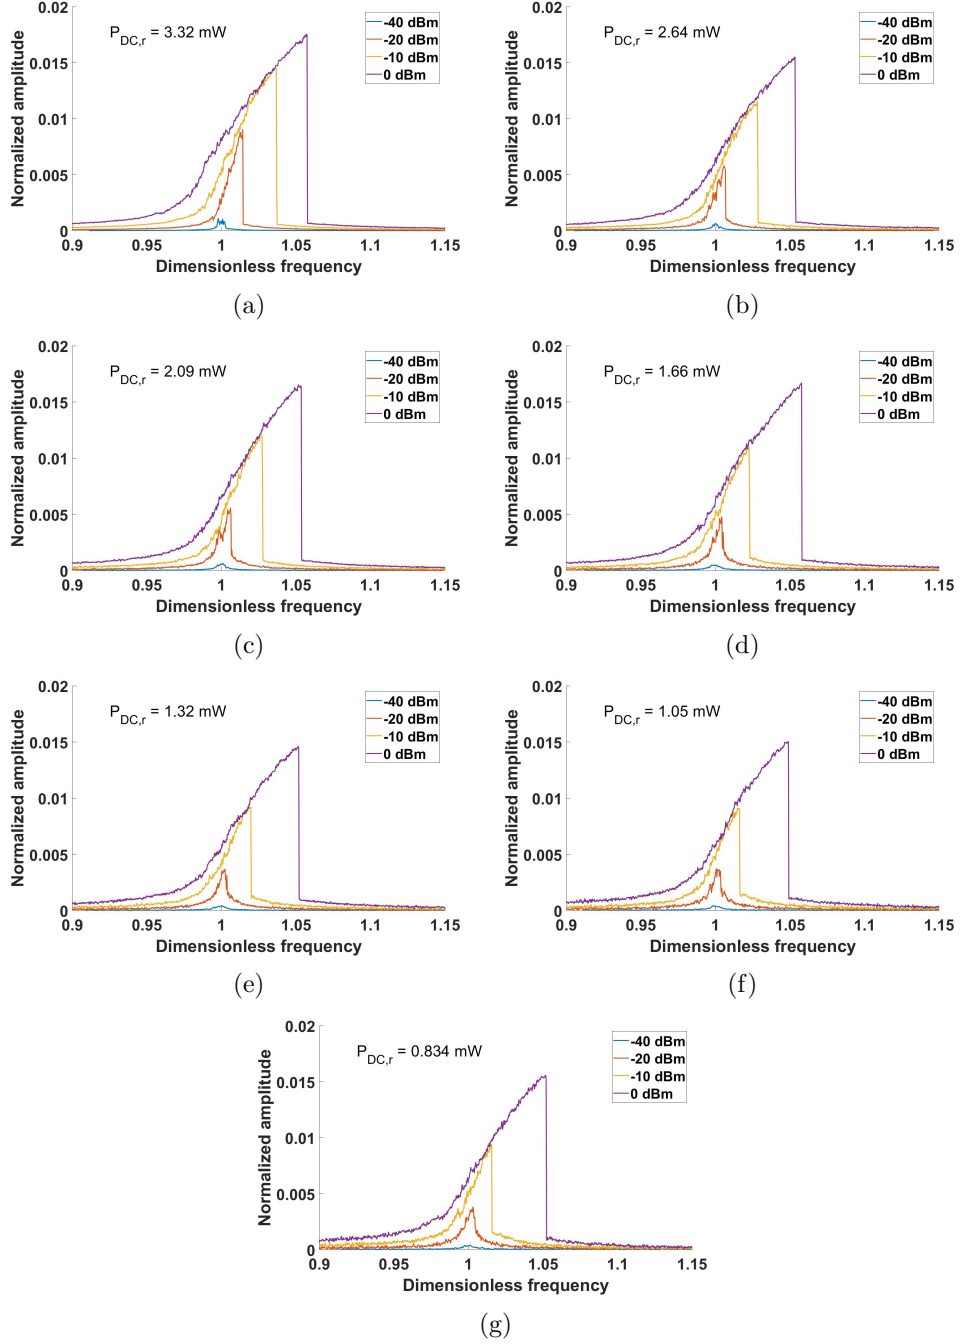 0.02
0.015
0.01
0.005
0
Normalized amplitude
P_DC,r = 3.32 mW
-40 dBm
-20 dBm
-10 dBm
0 dBm
0.9 0.95 1 1.05 1.1 1.15
Dimensionless frequency
(a)
0.02
0.015
0.01
0.005
0
Normalized amplitude
P_DC,r = 2.64 mW
-40 dBm
-20 dBm
-10 dBm
0 dBm
0.9 0.95 1 1.05 1.1 1.15
Dimensionless frequency
(b)
0.02
0.015
0.01
0.005
0
Normalized amplitude
P_DC,r = 2.09 mW
-40 dBm
-20 dBm
-10 dBm
0 dBm
0.9 0.95 1 1.05 1.1 1.15
Dimensionless frequency
(c)
0.02
0.015
0.01
0.005
0
Normalized amplitude
P_DC,r = 1.66 mW
-40 dBm
-20 dBm
-10 dBm
0 dBm
0.9 0.95 1 1.05 1.1 1.15
Dimensionless frequency
(d)
0.02
0.015
0.01
0.005
0
Normalized amplitude
P_DC,r = 1.32 mW
-40 dBm
-20 dBm
-10 dBm
0 dBm
0.9 0.95 1 1.05 1.1 1.15
Dimensionless frequency
(e)
0.02
0.015
0.01
0.005
0
Normalized amplitude
P_DC,r = 1.05 mW
-40 dBm
-20 dBm
-10 dBm
0 dBm
0.9 0.95 1 1.05 1.1 1.15
Dimensionless frequency
(f)
0.02
0.015
0.01
0.005
0
Normalized amplitude
P_DC,r = 0.834 mW
-40 dBm
-20 dBm
-10 dBm
0 dBm
0.9 0.95 1 1.05 1.1 1.15
Dimensionless frequency
(g)